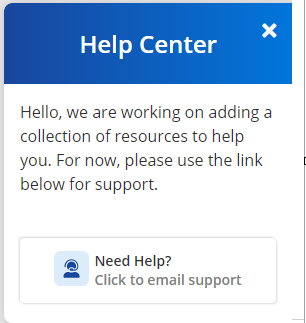 Help Center
Hello, we are working on adding a
collection of resources to help
you. For now, please use the link
below for support.
Need Help?
Click to email support